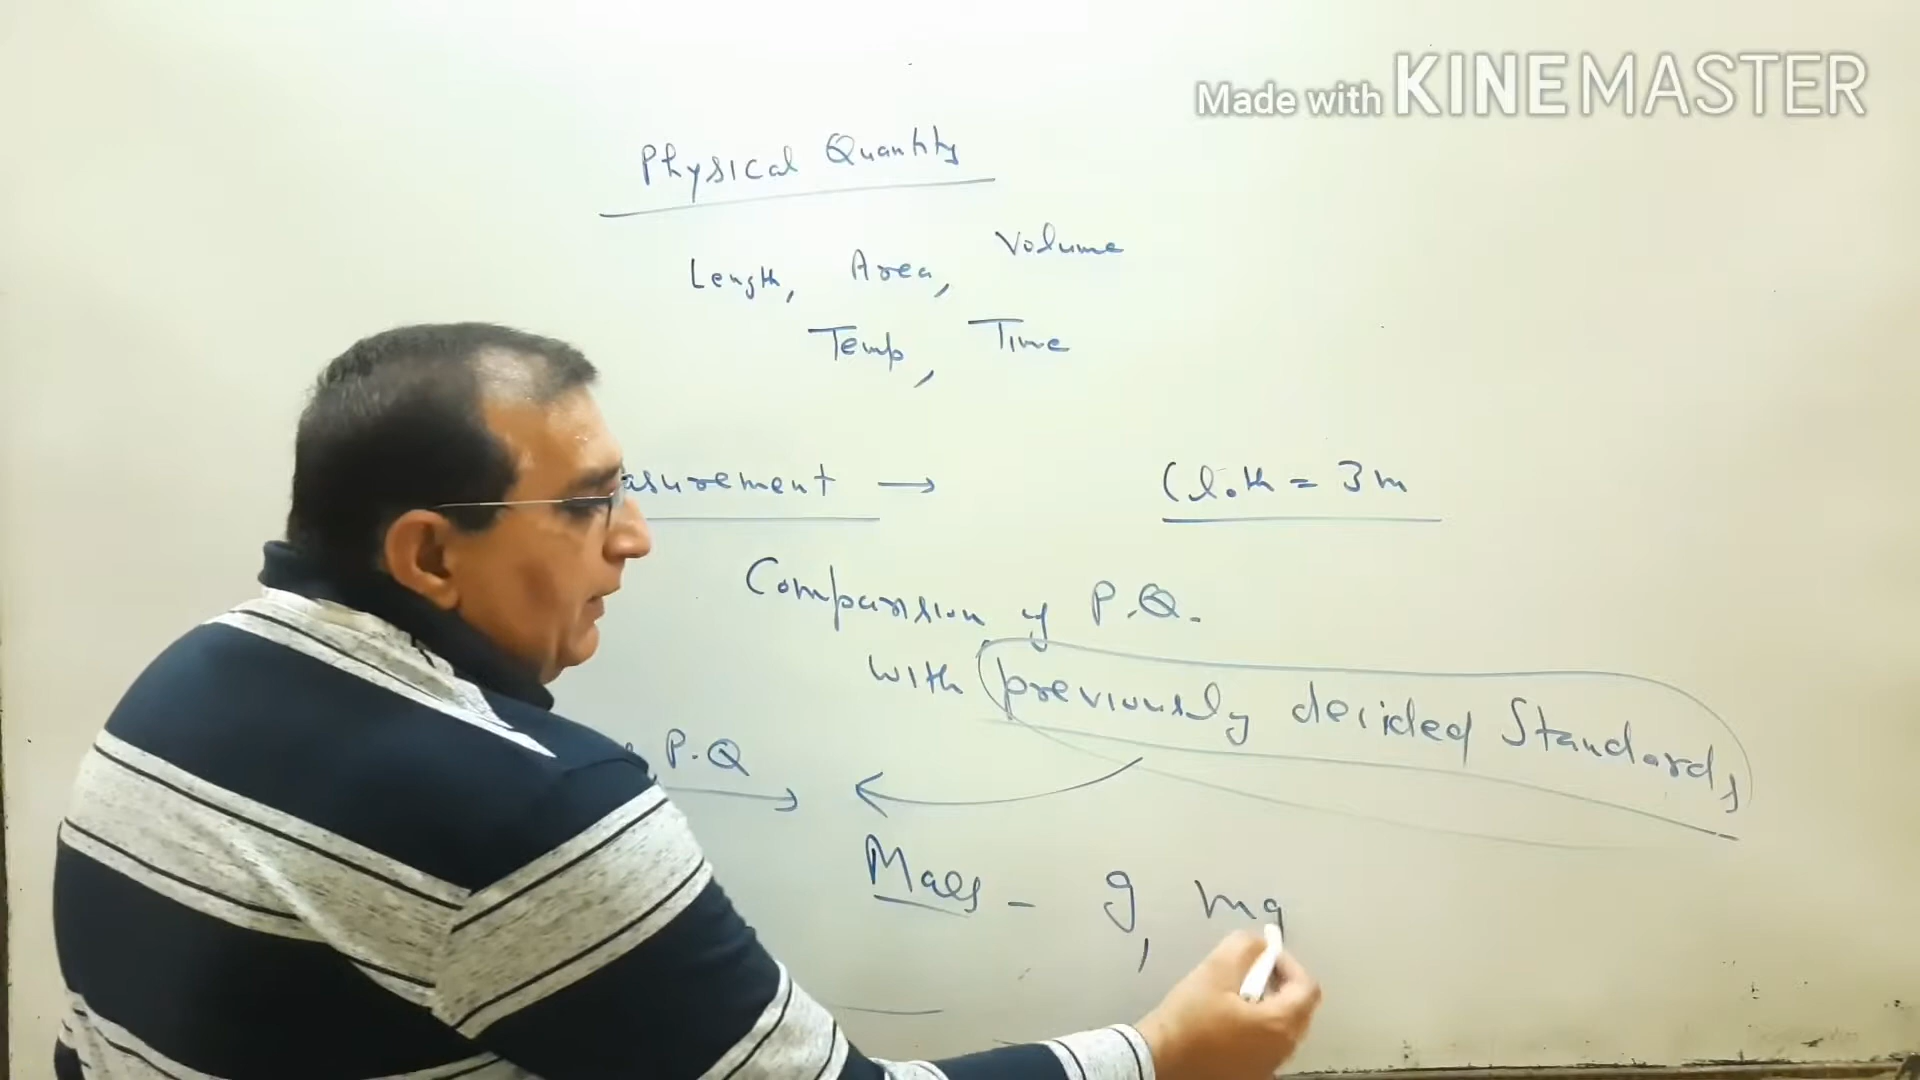 Made with KINEMASTER
Physical Quantity
Length, Area, Volume
Temp, Time
asurement → Cloth = 3m
Comparision of P.Q.
with previously decided Standards
P.Q
Mass - g, mg